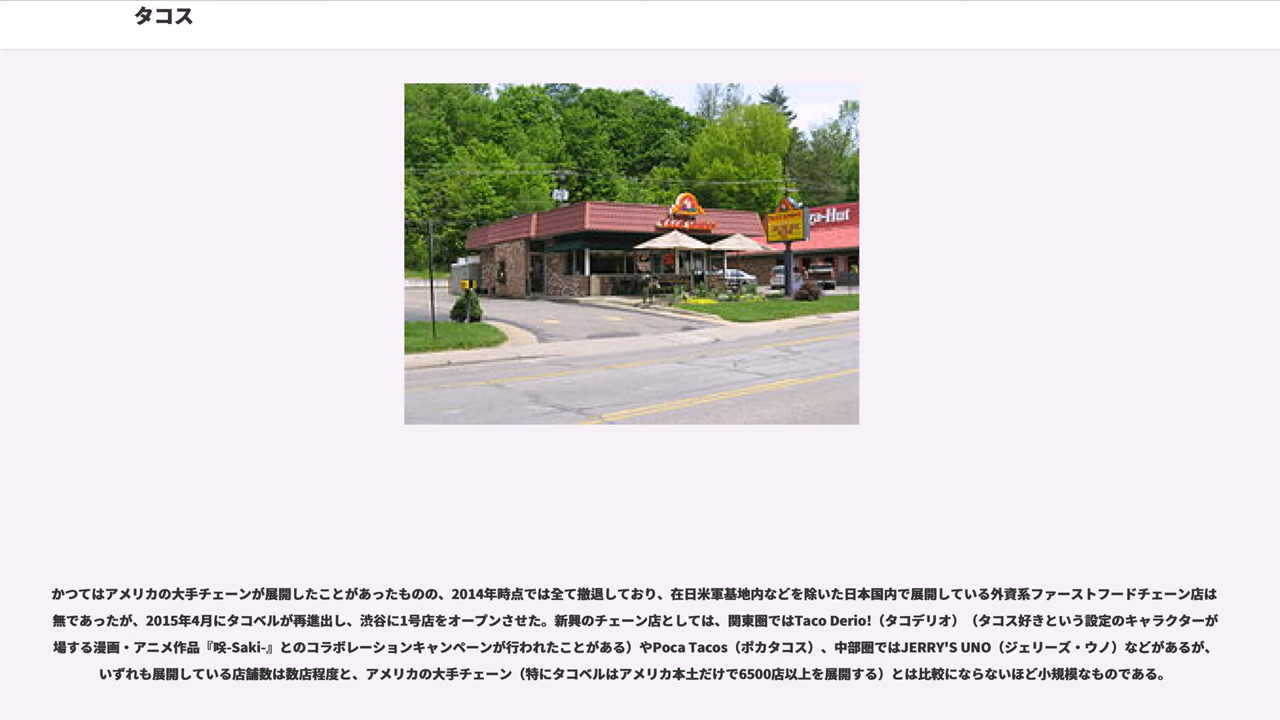 タコス
a-Hut
かつてはアメリカの大手チェーンが展開したことがあったものの、2014年時点では全て撤退しており、在日米軍基地内などを除いた日本国内で展開している外資系ファーストフードチェーン店は
無であったが、2015年4月にタコベルが再進出し、渋谷に1号店をオープンさせた。新興のチェーン店としては、関東圏ではTaco Derio!（タコデリオ）（タコス好きという設定のキャラクターが
場する漫画・アニメ作品『咲-Saki-』とのコラボレーションキャンペーンが行われたことがある）やPoca Tacos（ポカタコス）、中部圏ではJERRY'S UNO（ジェリーズ・ウノ）などがあるが、
いずれも展開している店舗数は数店程度と、アメリカの大手チェーン（特にタコベルはアメリカ本土だけで6500店以上を展開する）とは比較にならないほど小規模なものである。